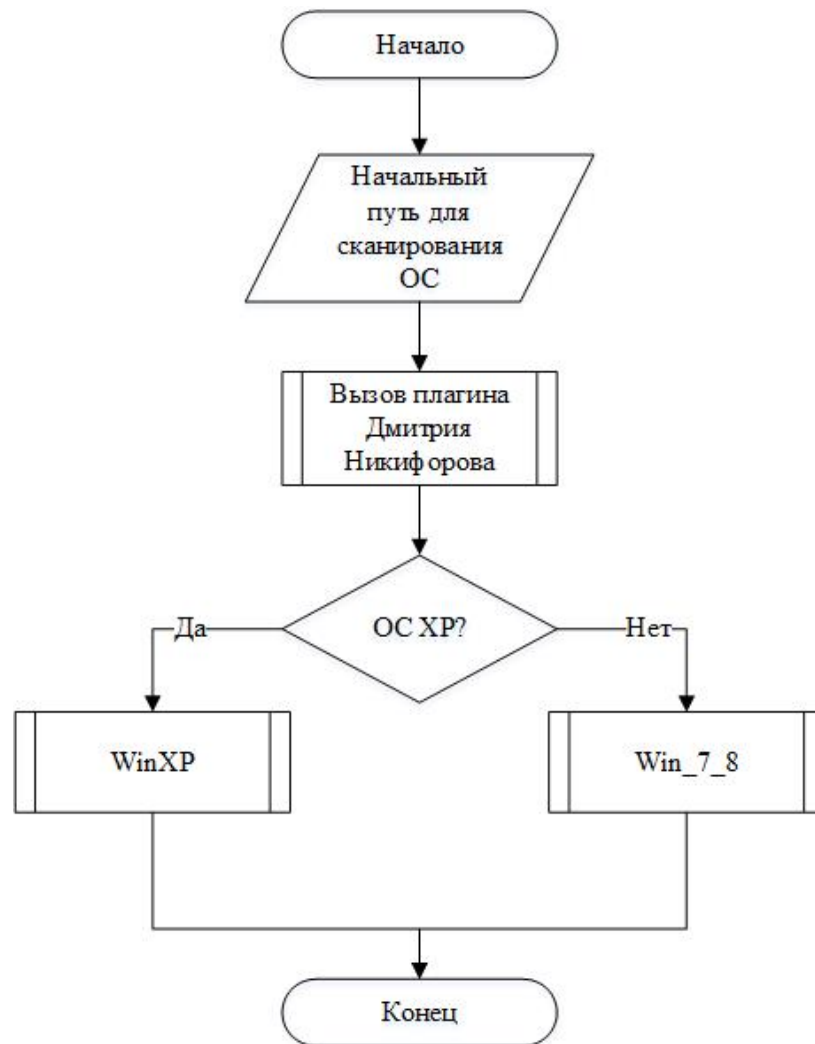 Начало
Начальный
путь для
сканирования
ОС
Вызов плагина
Дмитрия
Никифорова
ОС XP?
Да
Нет
WinXP
Win_7_8
Конец